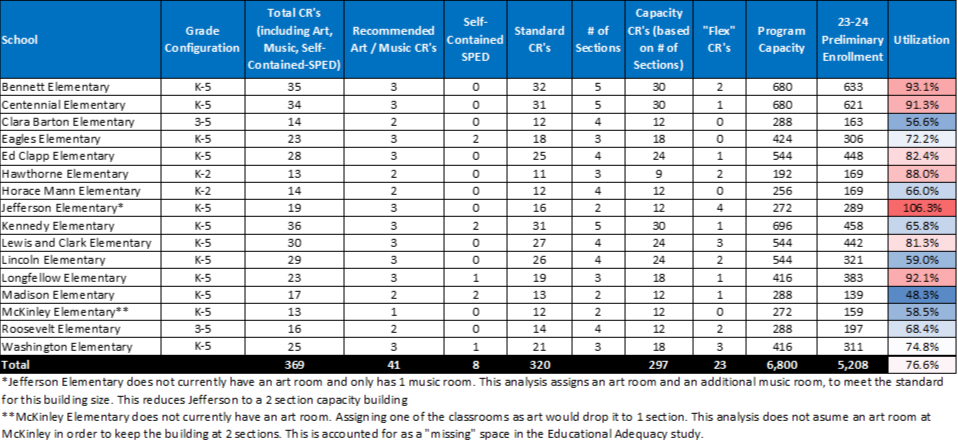 School Grade Configuration Total CR's (including Art, Music, Self-Contained-SPED) Recommended Art / Music CR's Self-Contained SPED Standard CR's # of Sections Capacity CR's (based on # of Sections) "Flex" CR's Program Capacity 23-24 Preliminary Enrollment Utilization
Bennett Elementary K-5 35 3 0 32 5 30 2 680 633 93.1%
Centennial Elementary K-5 34 3 0 31 5 30 1 680 621 91.3%
Clara Barton Elementary 3-5 14 2 0 12 4 12 0 288 163 56.6%
Eagles Elementary K-5 23 3 2 18 3 18 0 424 306 72.2%
Ed Clapp Elementary K-5 28 3 0 25 4 24 1 544 448 82.4%
Hawthorne Elementary K-2 13 2 0 11 3 9 2 192 169 88.0%
Horace Mann Elementary K-2 14 2 0 12 4 12 0 256 169 66.0%
Jefferson Elementary* K-5 19 3 0 16 2 12 4 272 289 106.3%
Kennedy Elementary K-5 36 3 2 31 5 30 1 696 458 65.8%
Lewis and Clark Elementary K-5 30 3 0 27 4 24 3 544 442 81.3%
Lincoln Elementary K-5 29 3 0 26 4 24 2 544 321 59.0%
Longfellow Elementary K-5 23 3 1 19 3 18 1 416 383 92.1%
Madison Elementary K-5 17 2 2 13 2 12 1 288 139 48.3%
McKinley Elementary** K-5 13 1 0 12 2 12 0 272 159 58.5%
Roosevelt Elementary 3-5 16 2 0 14 4 12 2 288 197 68.4%
Washington Elementary K-5 25 3 1 21 3 18 3 416 311 74.8%
Total 369 41 8 320 297 23 6,800 5,208 76.6%
*Jefferson Elementary does not currently have an art room and only has 1 music room. This analysis assigns an art room and an additional music room, to meet the standard
for this building size. This reduces Jefferson to a 2 section capacity building
**McKinley Elementary does not currently have an art room. Assigning one of the classrooms as art would drop it to 1 section. This analysis does not asume an art room at
McKinley in order to keep the building at 2 sections. This is accounted for as a "missing" space in the Educational Adequacy study.